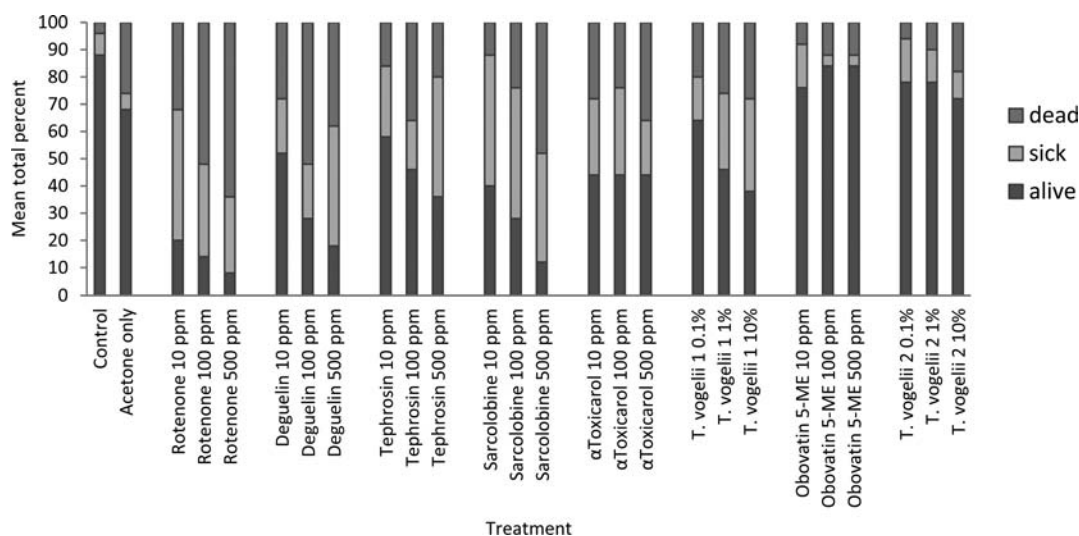 100
90
80
70
60
50
40
30
20
10
0
Mean total percent
dead
sick
alive
Control
Acetone only
Rotenone 10 ppm
Rotenone 100 ppm
Rotenone 500 ppm
Deguelin 10 ppm
Deguelin 100 ppm
Deguelin 500 ppm
Tephrosin 10 ppm
Tephrosin 100 ppm
Tephrosin 500 ppm
Sarcolobine 10 ppm
Sarcolobine 100 ppm
Sarcolobine 500 ppm
αToxicarol 10 ppm
αToxicarol 100 ppm
αToxicarol 500 ppm
T. vogelii 1 0.1%
T. vogelii 1 1%
T. vogelii 1 10%
Obovatin 5-ME 10 ppm
Obovatin 5-ME 100 ppm
Obovatin 5-ME 500 ppm
T. vogelii 2 0.1%
T. vogelii 2 1%
T. vogelii 2 10%
Treatment